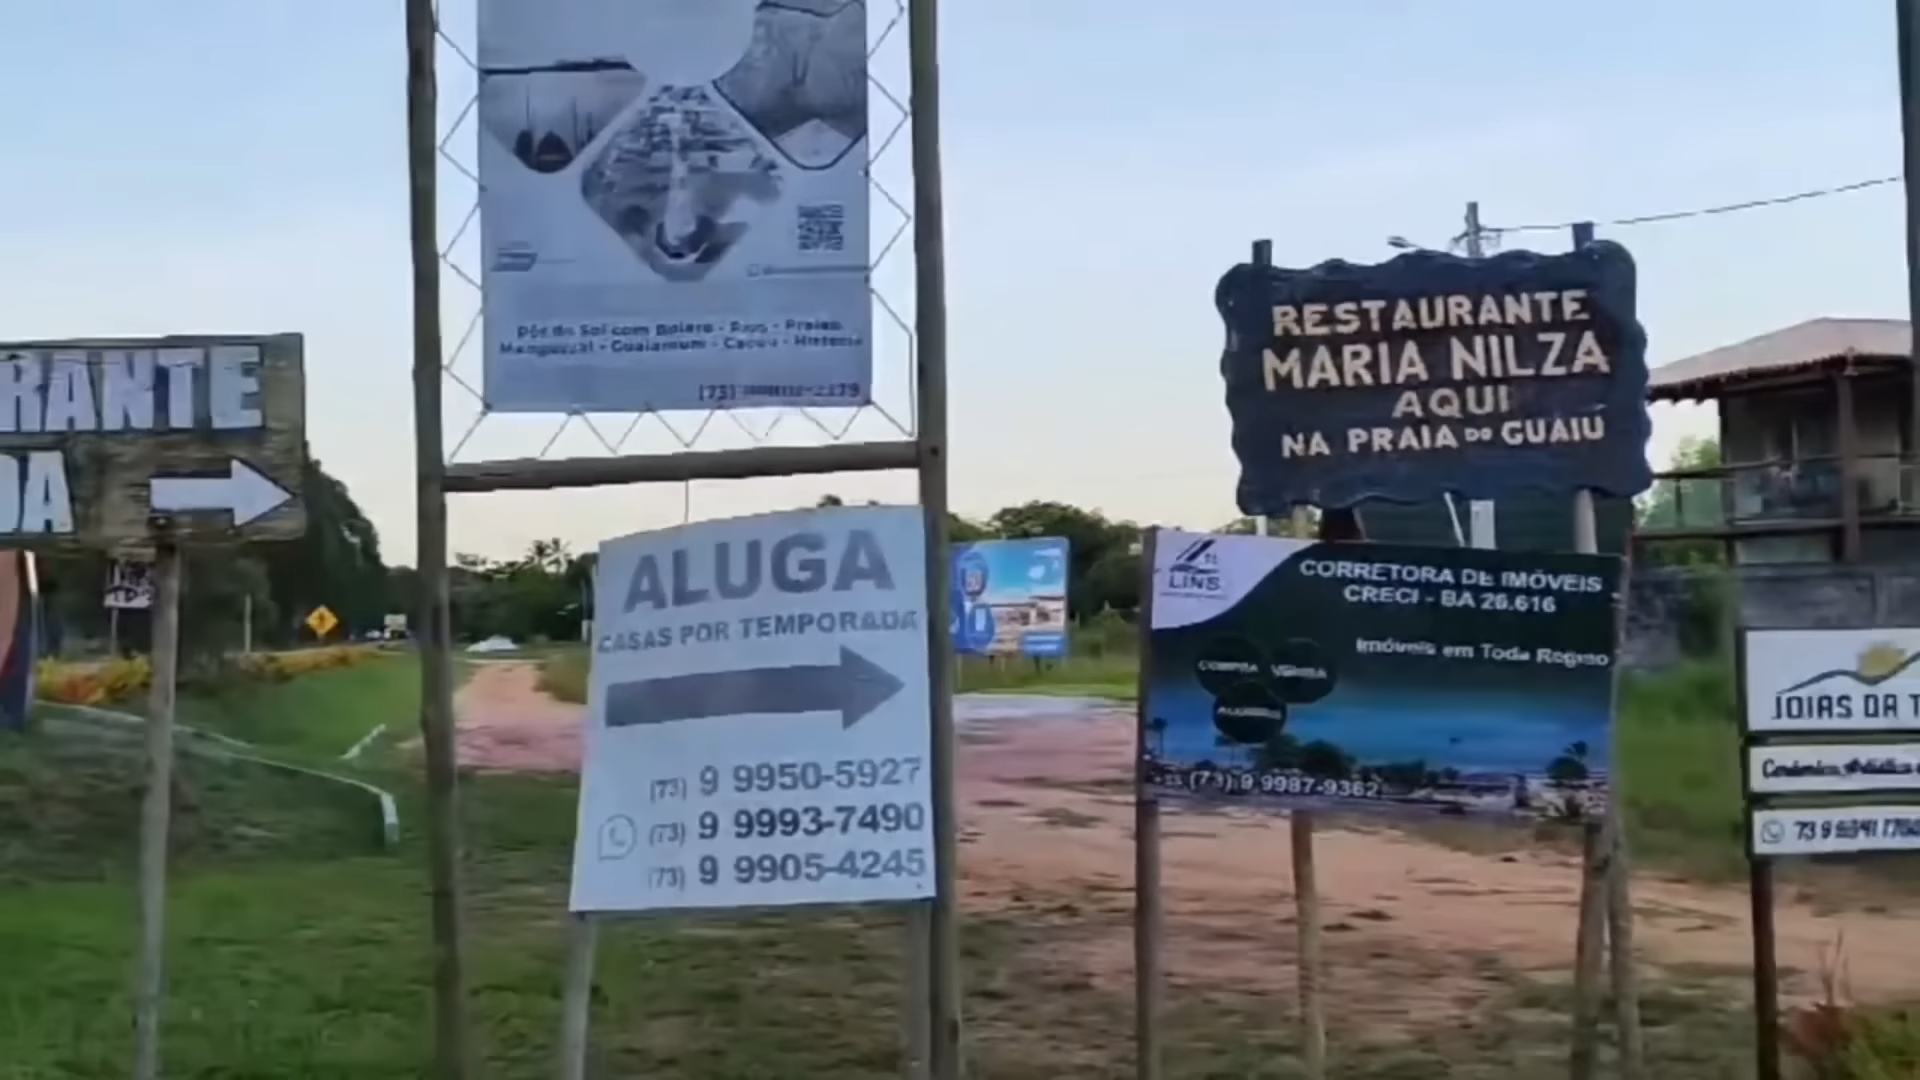 RANTE
DA
Pôr do Sol com Bolero - Rios - Praias
Manguezal - Guaiamum - Cacau - História
(73)
ALUGA
CASAS POR TEMPORADA
(73) 9 9950-5927
(73) 9 9993-7490
(73) 9 9905-4245
RESTAURANTE
MARIA NILZA
AQUI
NA PRAIA DO GUAIÚ
LINS
CORRETORA DE IMÓVEIS
CRECI - BA 26.616
Imóveis em Toda Região
COMPRA VENDA
(73) 9 9987-9362
JOIAS DA T
Cerâmica Artística